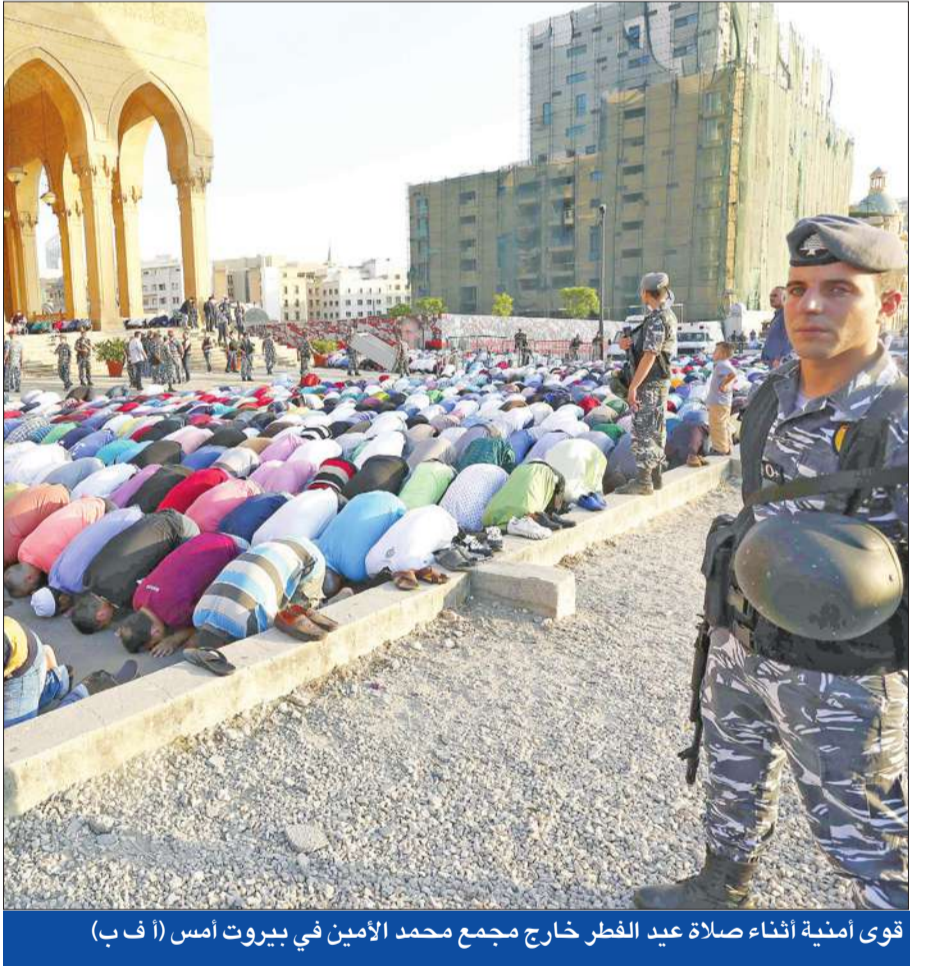 قوى أمنية أثناء صلاة عيد الفطر خارج مجمع محمد الأمين في بيروت أمس (أ ف ب)